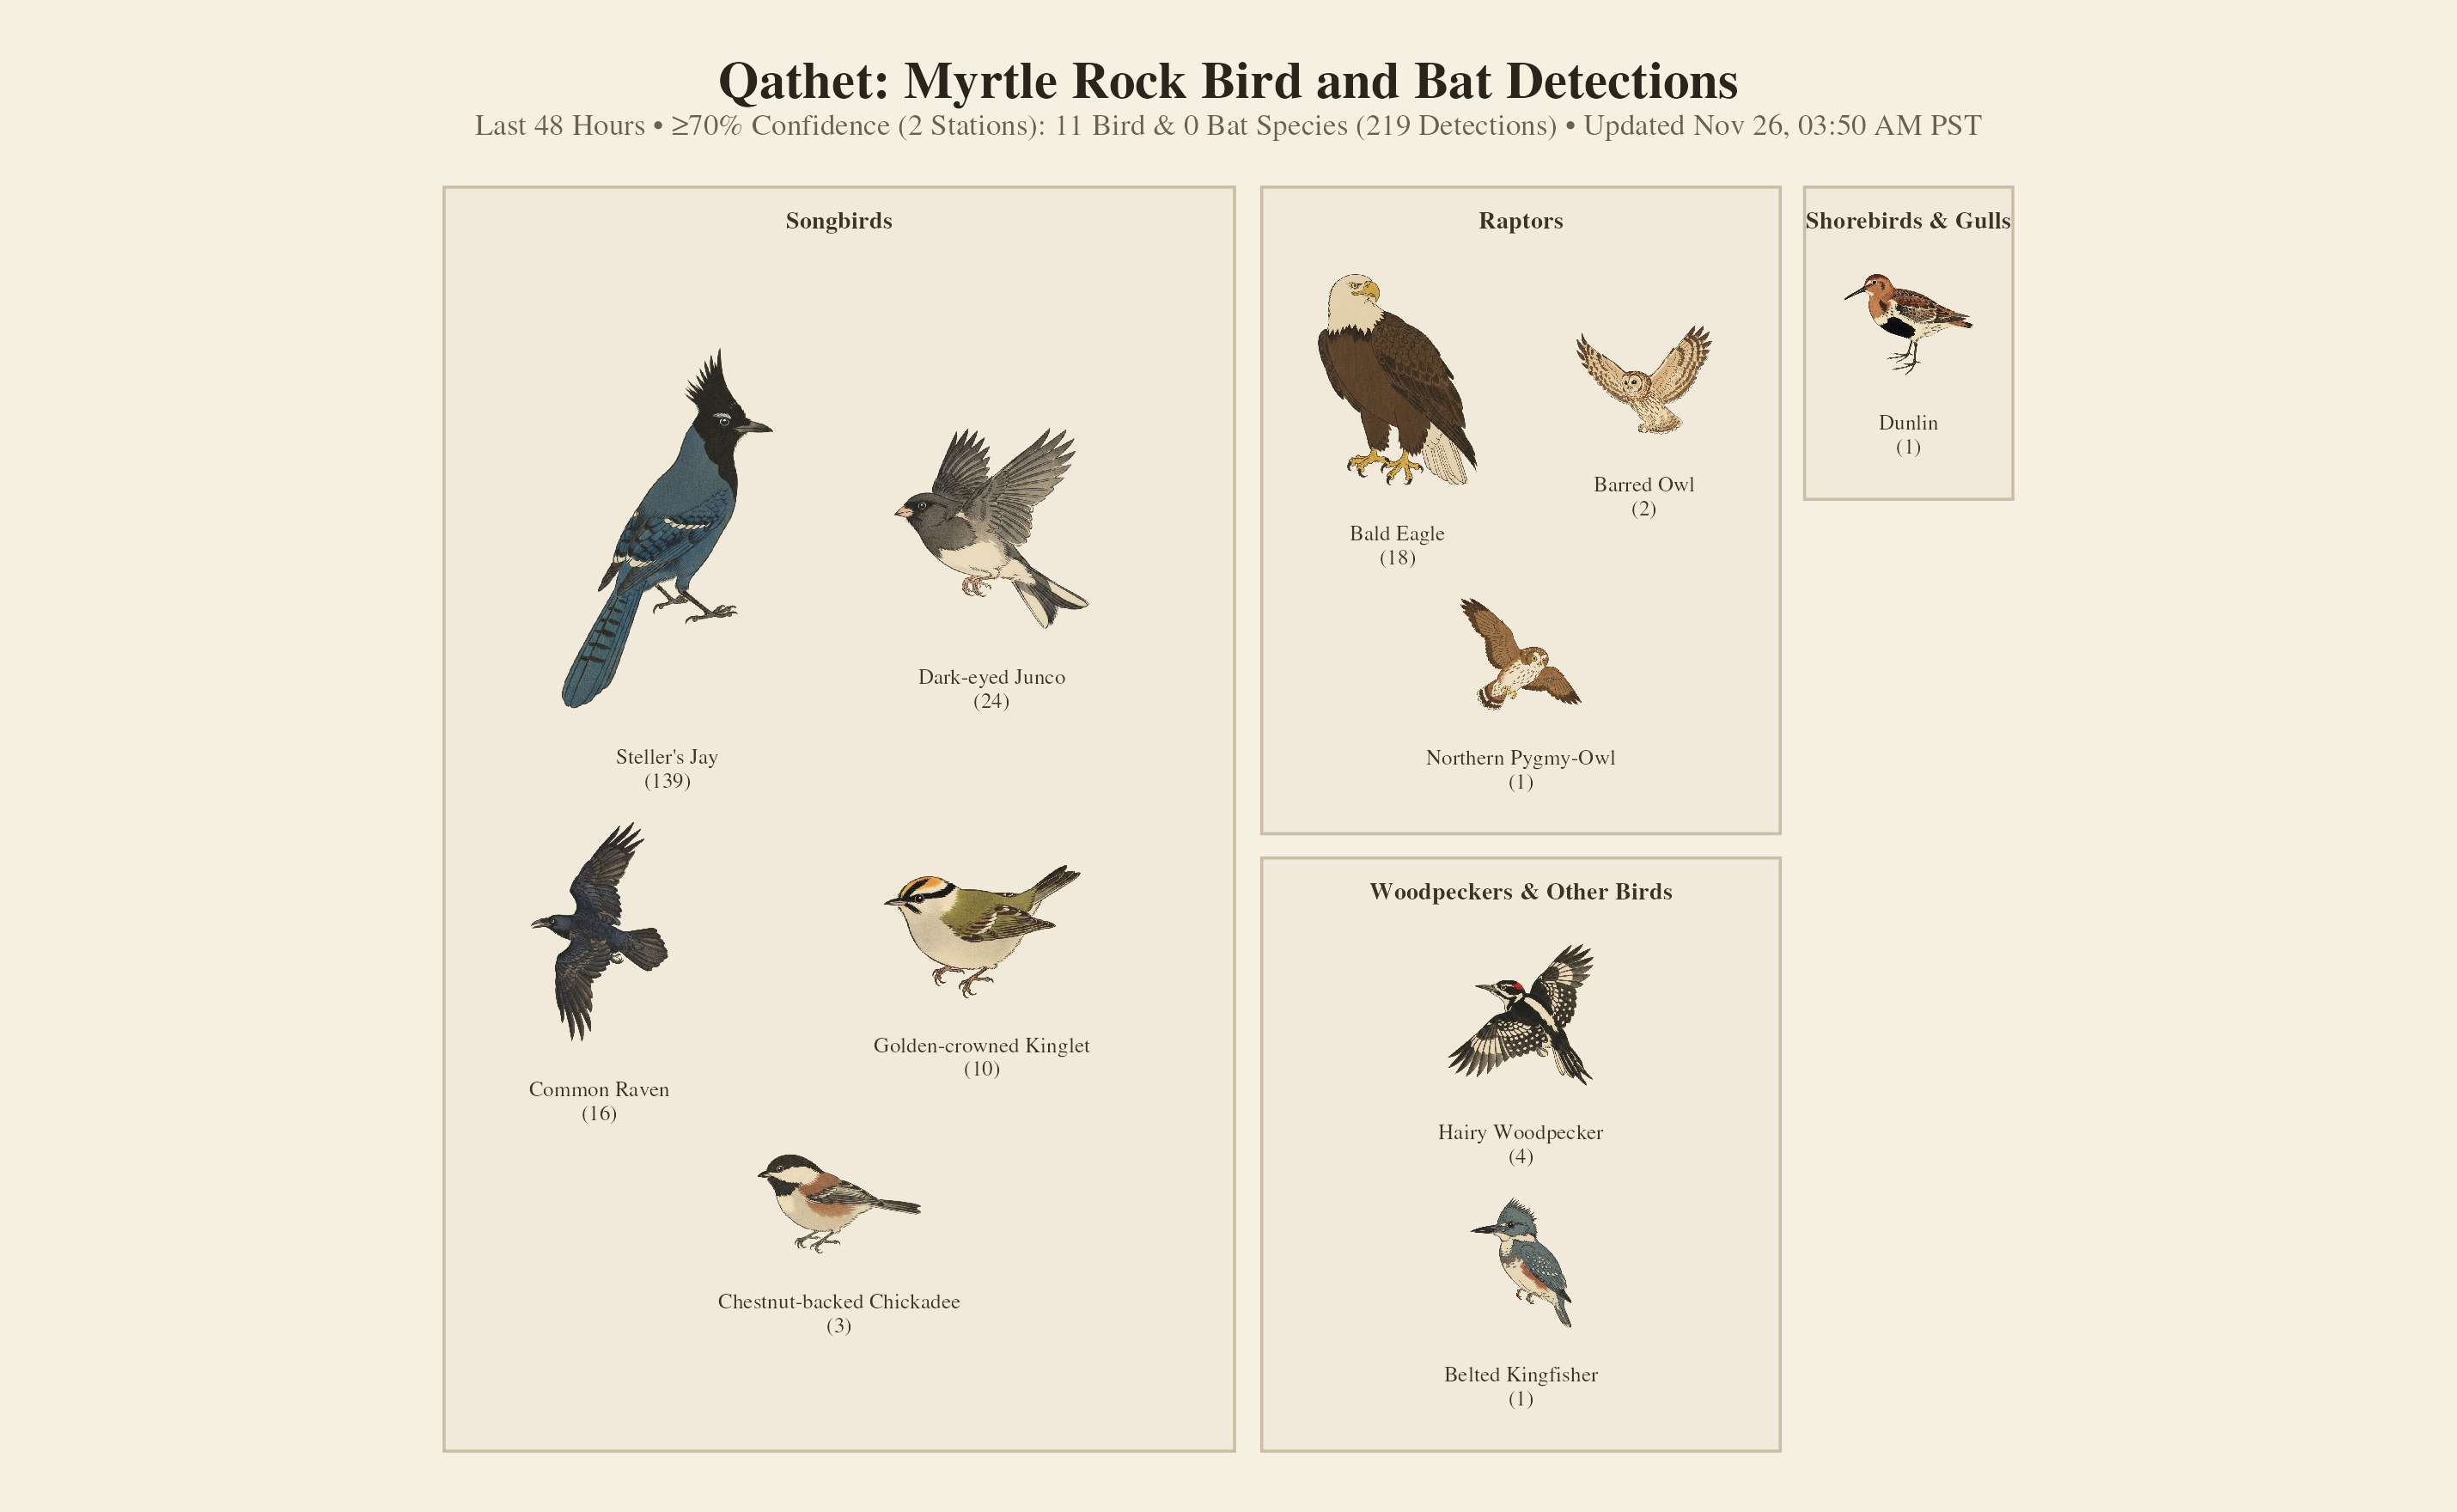 Qathet: Myrtle Rock Bird and Bat Detections
Last 48 Hours • ≥70% Confidence (2 Stations): 11 Bird & 0 Bat Species (219 Detections) • Updated Nov 26, 03:50 AM PST
Songbirds
Steller's Jay
(139)
Dark-eyed Junco
(24)
Common Raven
(16)
Golden-crowned Kinglet
(10)
Chestnut-backed Chickadee
(3)
Raptors
Bald Eagle
(18)
Barred Owl
(2)
Northern Pygmy-Owl
(1)
Woodpeckers & Other Birds
Hairy Woodpecker
(4)
Belted Kingfisher
(1)
Shorebirds & Gulls
Dunlin
(1)